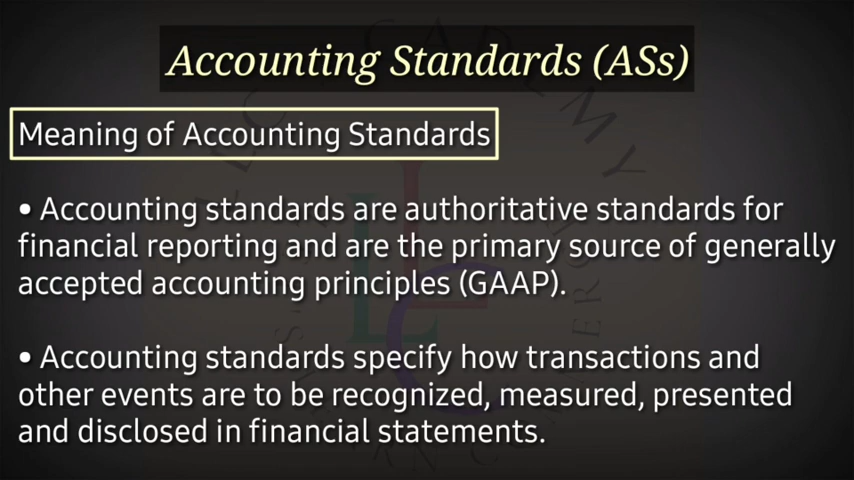 Accounting Standards (ASs)
Meaning of Accounting Standards
• Accounting standards are authoritative standards for
financial reporting and are the primary source of generally
accepted accounting principles (GAAP).
• Accounting standards specify how transactions and
other events are to be recognized, measured, presented
and disclosed in financial statements.